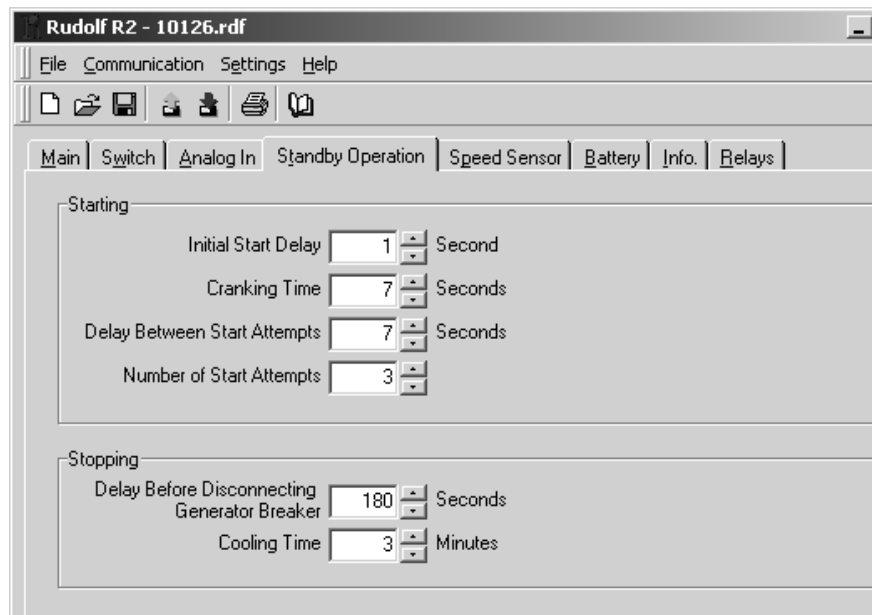 Rudolf R2 - 10126.rdf
File Communication Settings Help
Main Switch Analog In Standby Operation Speed Sensor Battery Info. Relays
Starting
Initial Start Delay 1 Second
Cranking Time 7 Seconds
Delay Between Start Attempts 7 Seconds
Number of Start Attempts 3
Stopping
Delay Before Disconnecting
Generator Breaker 180 Seconds
Cooling Time 3 Minutes